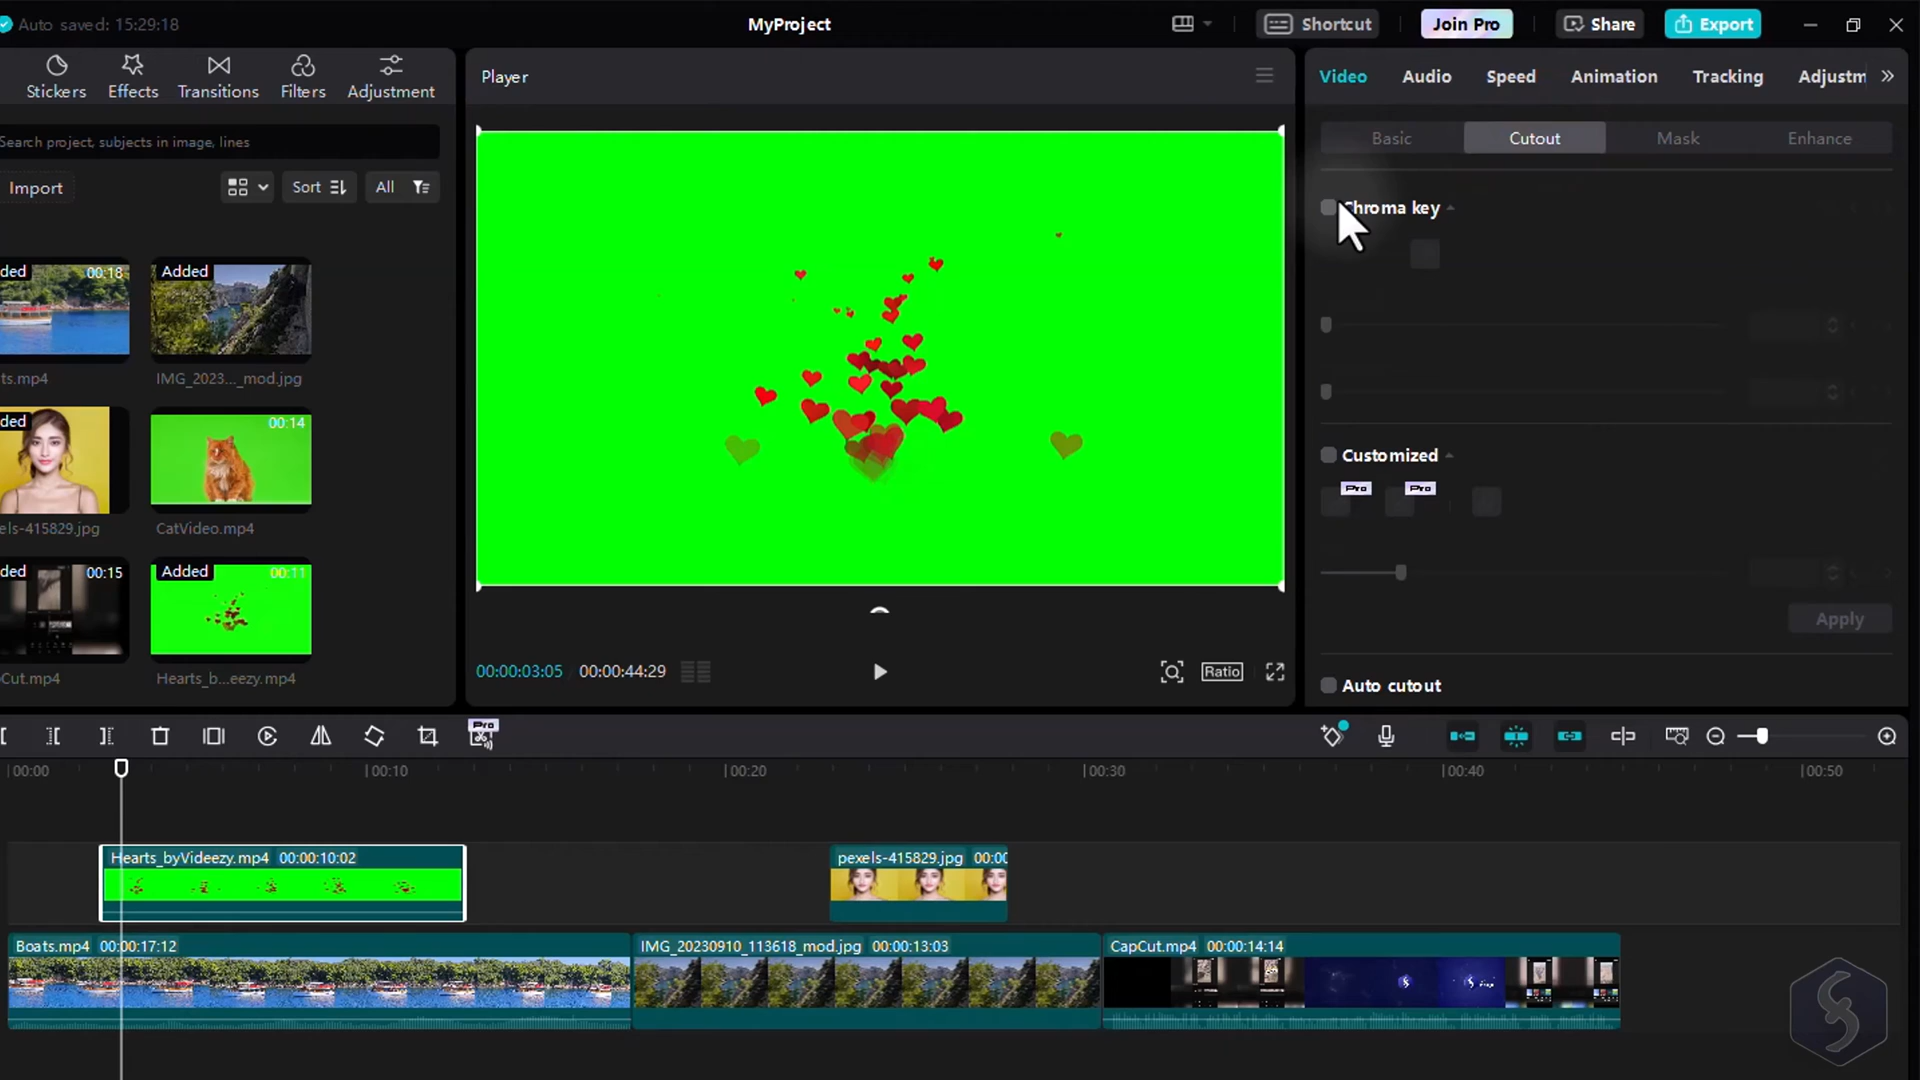 Auto saved: 15:29:18
MyProject
Shortcut
Join Pro
Share
Export
Stickers
Effects
Transitions
Filters
Adjustment
Search project, subjects in image, lines
Import
Sort
All
ded
00:18
Added
ts.mp4
IMG_2023..._mod.jpg
ded
00:14
els-415829.jpg
CatVideo.mp4
ded
00:15
Added
00:11
Cut.mp4
Hearts_b...eezy.mp4
Player
00:00:03:05
00:00:44:29
Ratio
Video
Audio
Speed
Animation
Tracking
Adjustm
Basic
Cutout
Mask
Enhance
Chroma key
Customized
Pro
Pro
Apply
Auto cutout
Pro
00:00
00:10
00:20
00:30
00:40
00:50
Hearts_byVideezy.mp4 00:00:10:02
pexels-415829.jpg 00:00
Boats.mp4 00:00:17:12
IMG_20230910_113618_mod.jpg 00:00:13:03
CapCut.mp4 00:00:14:14